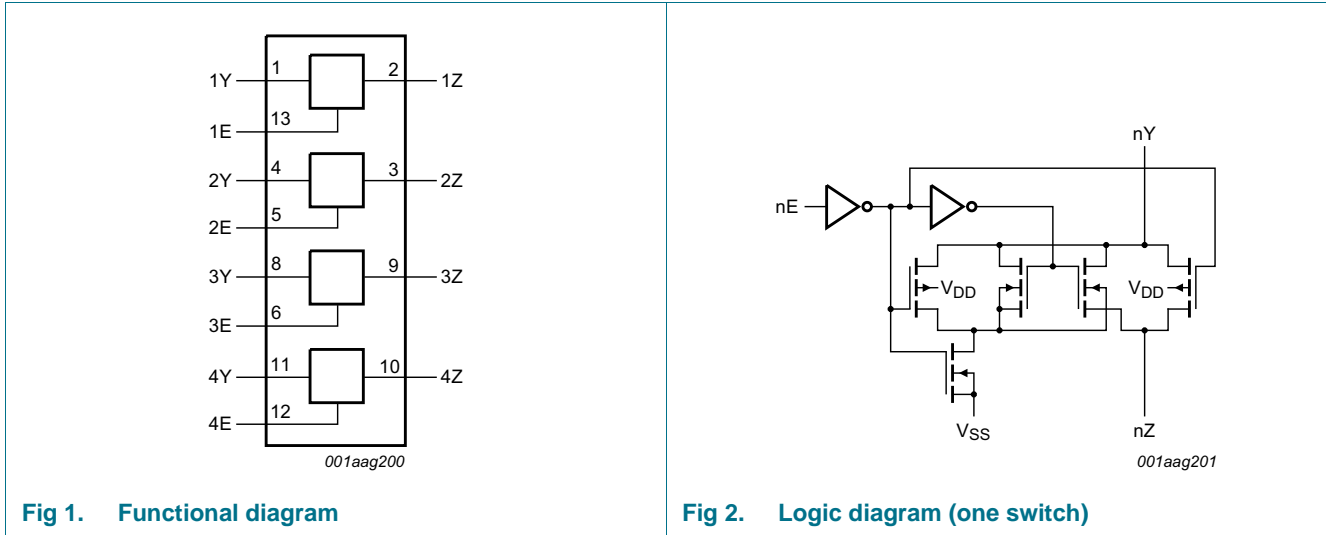 1Y 1 2 1Z
1E 13
2Y 4 3 2Z
2E 5
3Y 8 9 3Z
3E 6
4Y 11 10 4Z
4E 12
001aag200
Fig 1. Functional diagram
nY
nE
VDD VDD
VSS nZ
001aag201
Fig 2. Logic diagram (one switch)